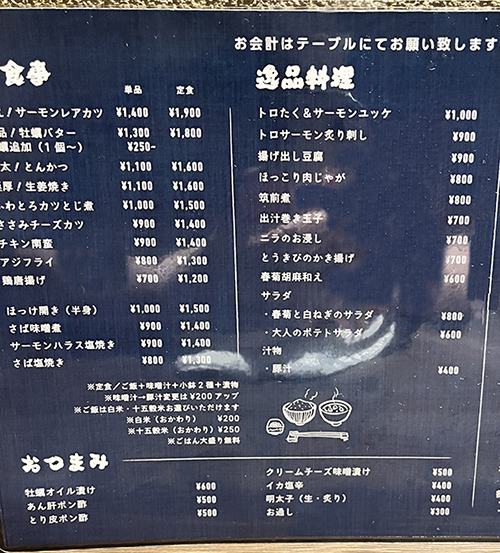 お会計はテーブルにてお願い致します
単品 定食
！サーモンレアカツ ¥1,400 ¥1,900
品！牡蠣バター ¥1,300 ¥1,800
追加（1個〜） ¥250-
太！とんかつ ¥1,100 ¥1,600
厚！生姜焼き ¥1,100 ¥1,600
ふわとろカツとじ煮 ¥1,000 ¥1,500
ささみチーズカツ ¥900 ¥1,400
チキン南蛮 ¥900 ¥1,400
アジフライ ¥800 ¥1,300
鶏唐揚げ ¥700 ¥1,200
ほっけ開き（半身） ¥1,000 ¥1,500
さば味噌煮 ¥900 ¥1,400
サーモンハラス塩焼き ¥900 ¥1,400
さば塩焼き ¥800 ¥1,300
※定食／ご飯＋味噌汁＋小鉢2種＋漬物
※味噌汁→豚汁変更は¥200アップ
※ご飯は白米・十五穀米お選びいただけます
※白米（おかわり） ¥200
※十五穀米（おかわり）¥250
※ごはん大盛り無料
逸品料理
トロたく＆サーモンユッケ ¥1,000
トロサーモン炙り刺し ¥900
揚げ出し豆腐 ¥900
ほっこり肉じゃが ¥800
筑前煮 ¥800
出汁巻き玉子 ¥700
ニラのお浸し ¥700
とうきびのかき揚げ ¥700
春菊胡麻和え ¥600
サラダ
・春菊と白ねぎのサラダ ¥800
・大人のポテトサラダ ¥600
汁物
・豚汁 ¥400
おつまみ
牡蠣オイル漬け ¥600
あん肝ポン酢 ¥500
とり皮ポン酢 ¥500
クリームチーズ味噌漬け ¥500
イカ塩辛 ¥400
明太子（生・炙り） ¥400
お通し ¥300